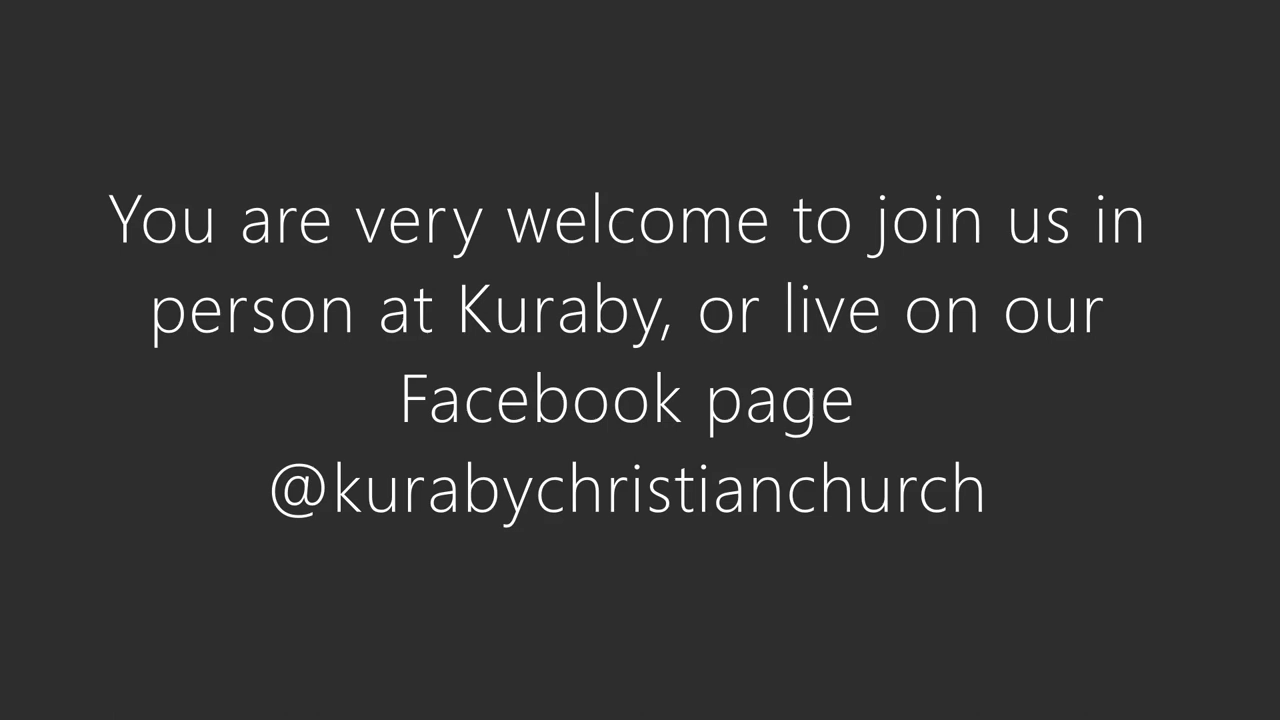 You are very welcome to join us in
person at Kuraby, or live on our
Facebook page
@kurabychristianchurch